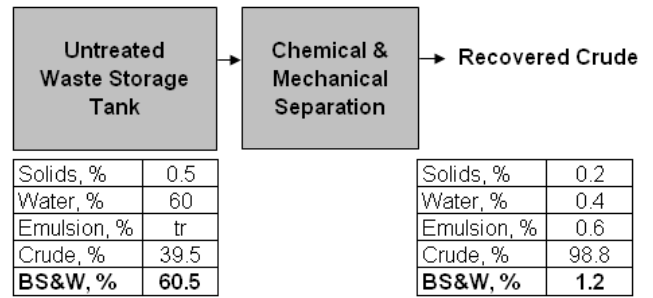 Untreated
Waste Storage
Tank
Chemical &
Mechanical
Separation
Recovered Crude
Solids, % 0.5
Water, % 60
Emulsion, % tr
Crude, % 39.5
BS&W, % 60.5
Solids, % 0.2
Water, % 0.4
Emulsion, % 0.6
Crude, % 98.8
BS&W, % 1.2